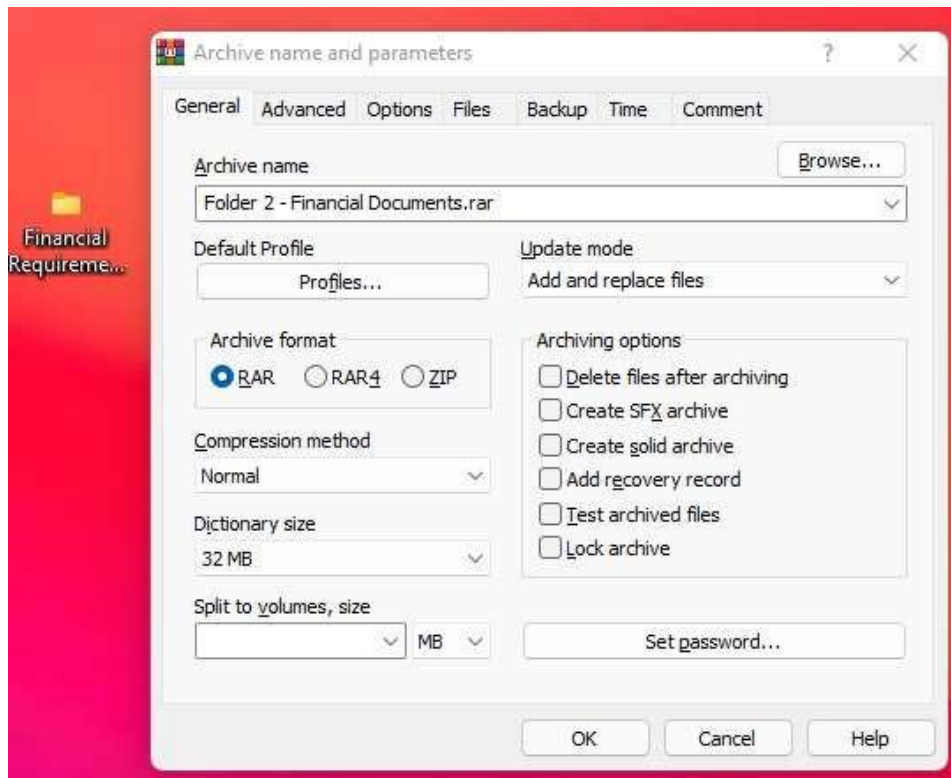 Archive name and parameters
General Advanced Options Files Backup Time Comment
Archive name
Browse...
Folder 2 - Financial Documents.rar
Financial
Requireme...
Default Profile
Profiles...
Update mode
Add and replace files
Archive format
RAR RAR4 ZIP
Archiving options
Delete files after archiving
Create SFX archive
Create solid archive
Add recovery record
Test archived files
Lock archive
Compression method
Normal
Dictionary size
32 MB
Split to volumes, size
MB
Set password...
OK Cancel Help